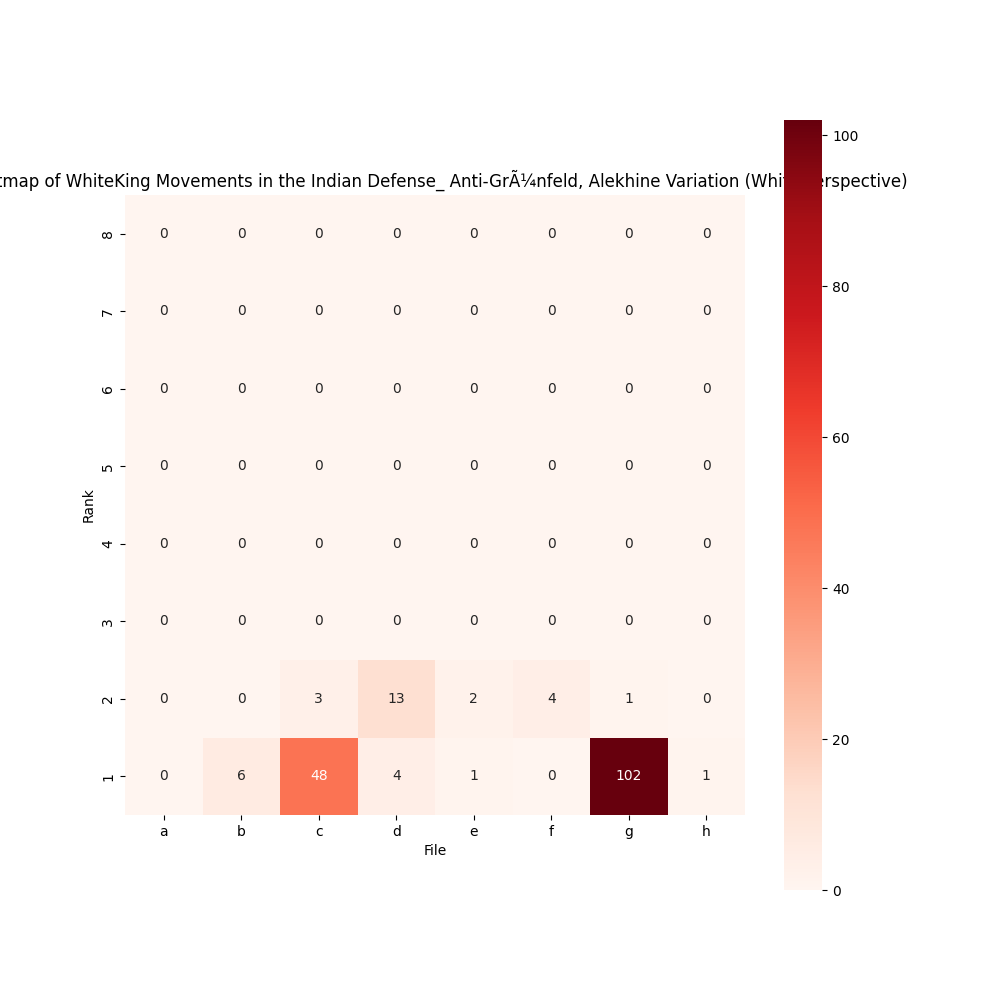 of WhiteKing Movements in the Indian Defense_ Anti-GrÃ¼nfeld, Alekhine Variation
100
8 0 0 0 0 0 0 0 0
80
7 0 0 0 0 0 0 0 0
6 0 0 0 0 0 0 0 0
60
5 0 0 0 0 0 0 0 0
Rank
4 0 0 0 0 0 0 0 0
40
3 0 0 0 0 0 0 0 0
2 0 0 3 13 2 4 1 0
20
1 0 6 48 4 1 0 102 1
a b c d e f g h
File
0